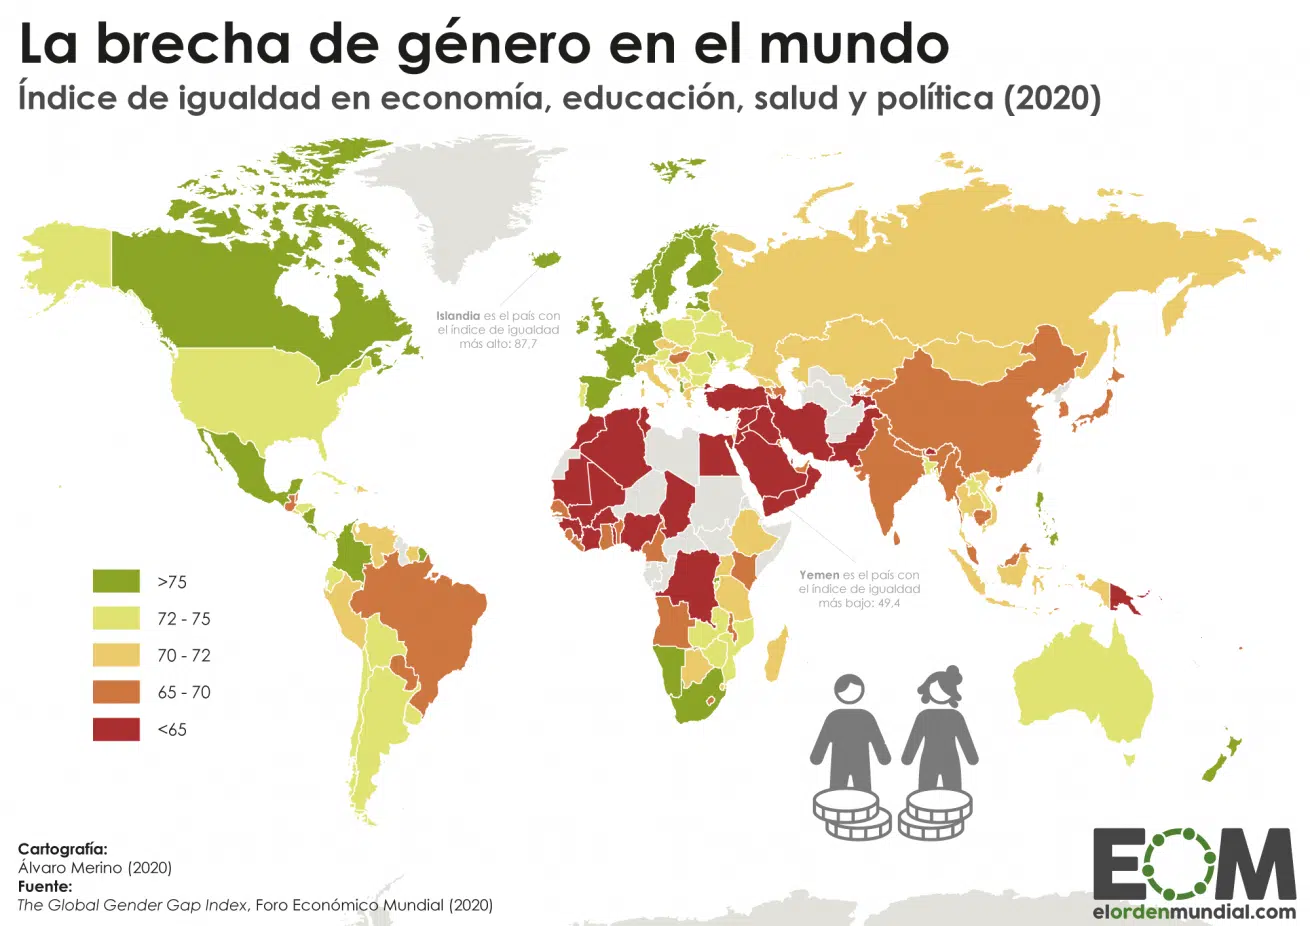 La brecha de género en el mundo
Índice de igualdad en economía, educación, salud y política (2020)
Islandia es el país con
el índice de igualdad
más alto: 87,7
Yemen es el país con
el índice de igualdad
más bajo: 49,4
>75
72 - 75
70 - 72
65 - 70
<65
Cartografía:
Álvaro Merino (2020)
Fuente:
The Global Gender Gap Index, Foro Económico Mundial (2020)
EOM
elordenmundial.com